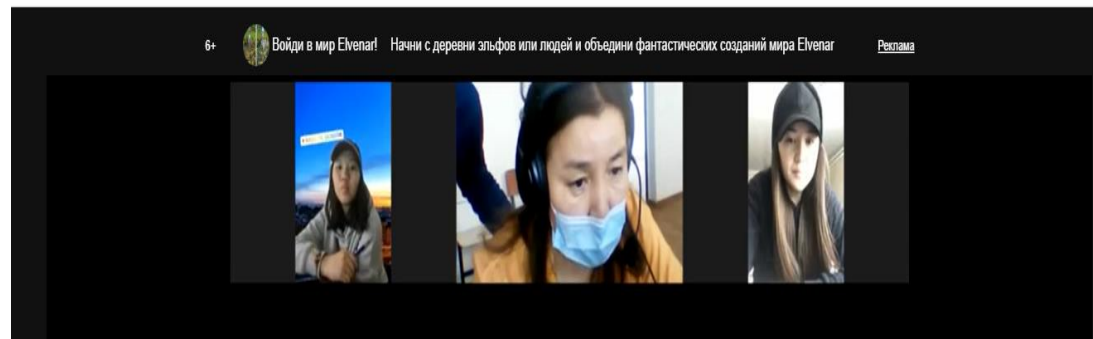 6+ Войди в мир Elvenar! Начни с деревни эльфов или людей и объедини фантастических созданий мира Elvenar Реклама